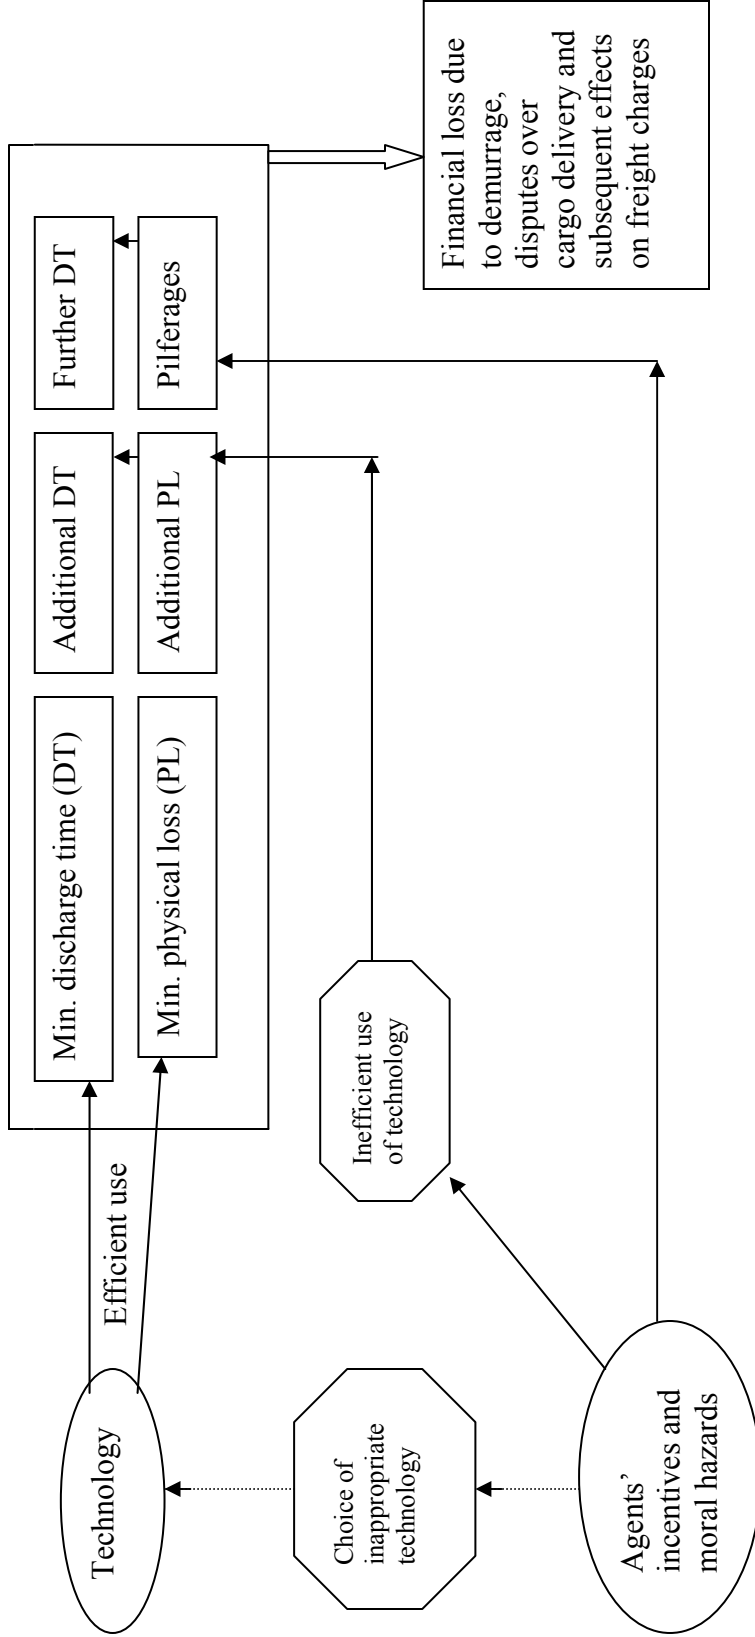 Technology
Efficient use
Min. discharge time (DT)
Additional DT
Further DT
Min. physical loss (PL)
Additional PL
Pilferages
Choice of
inappropriate
technology
Inefficient use
of technology
Agents’
incentives and
moral hazards
Financial loss due
to demurrage,
disputes over
cargo delivery and
subsequent effects
on freight charges